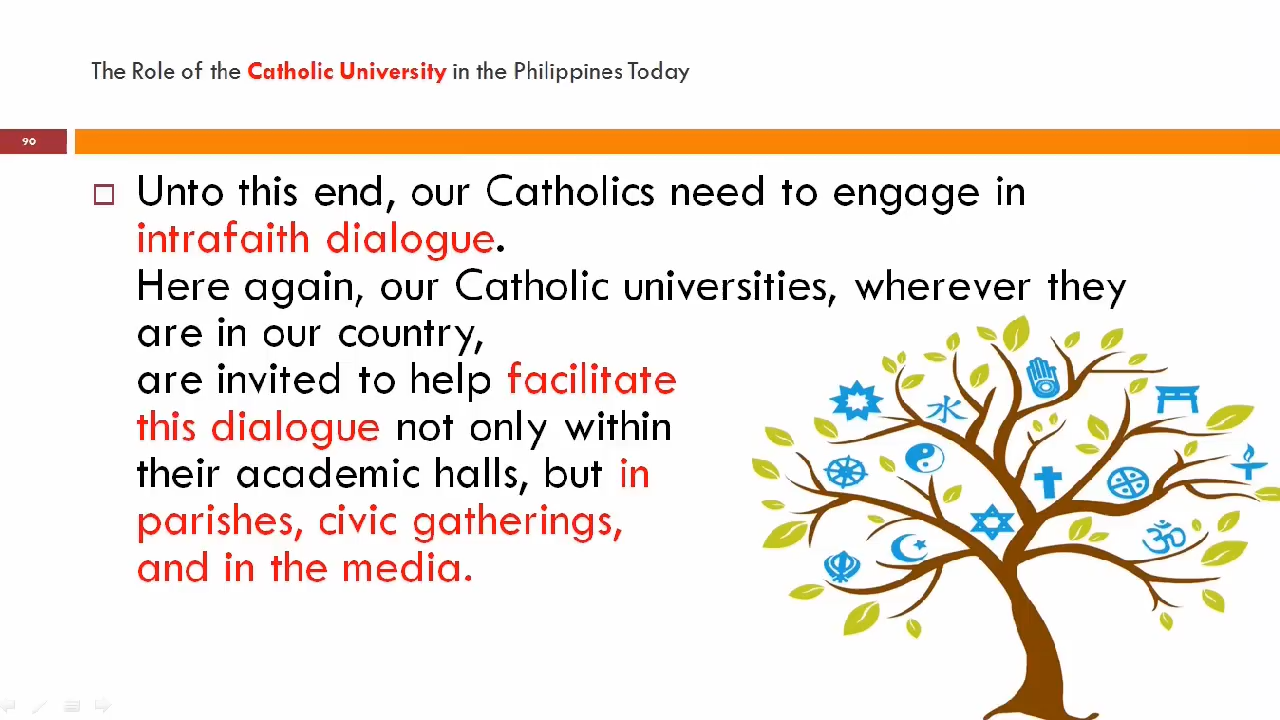 The Role of the Catholic University in the Philippines Today
90
Unto this end, our Catholics need to engage in
intrafaith dialogue.
Here again, our Catholic universities, wherever they
are in our country,
are invited to help facilitate
this dialogue not only within
their academic halls, but in
parishes, civic gatherings,
and in the media.
水
ॐ